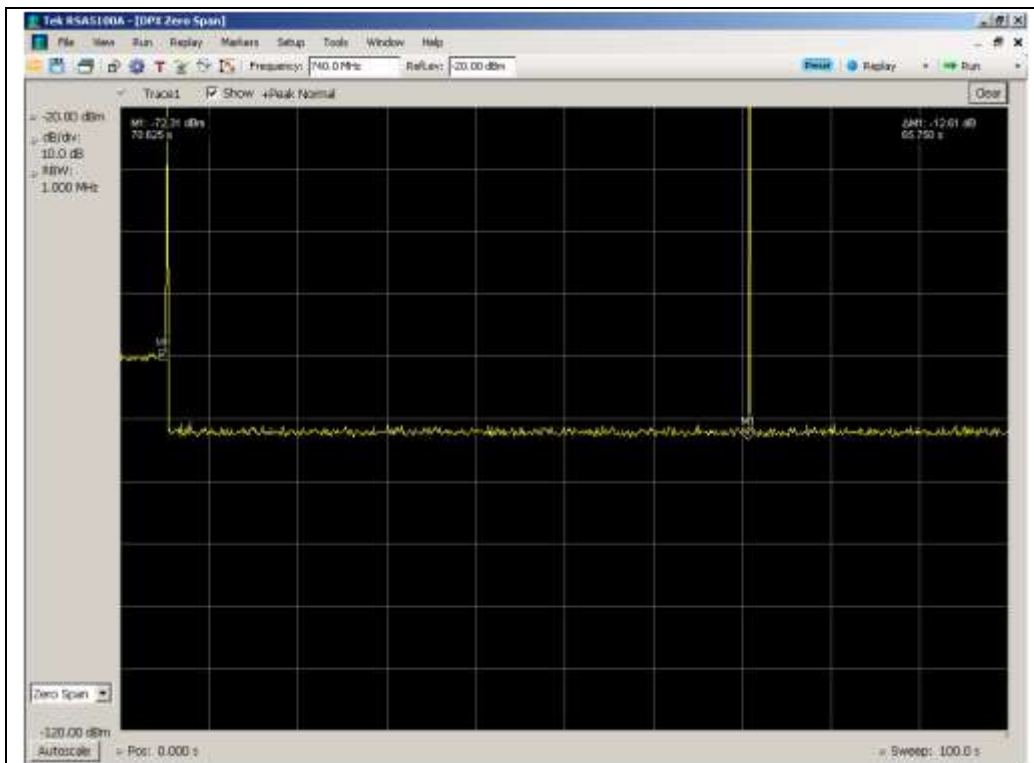 Tek RSA5100A - [DPX Zero Span]
File View Run Replay Markers Setup Tools Window Help
T Frequency: 740.0 MHz RefLev: -20.00 dBm Preset Replay Run
Trace1 Show +Peak Normal Clear
-20.00 dBm
dB/div:
10.0 dB
RBW:
1.000 MHz
M1: -72.31 dBm
70.625 s
ΔM1: -12.61 dB
65.750 s
M1
Zero Span
-120.00 dBm
Autoscale Pos: 0.000 s Sweep: 100.0 s